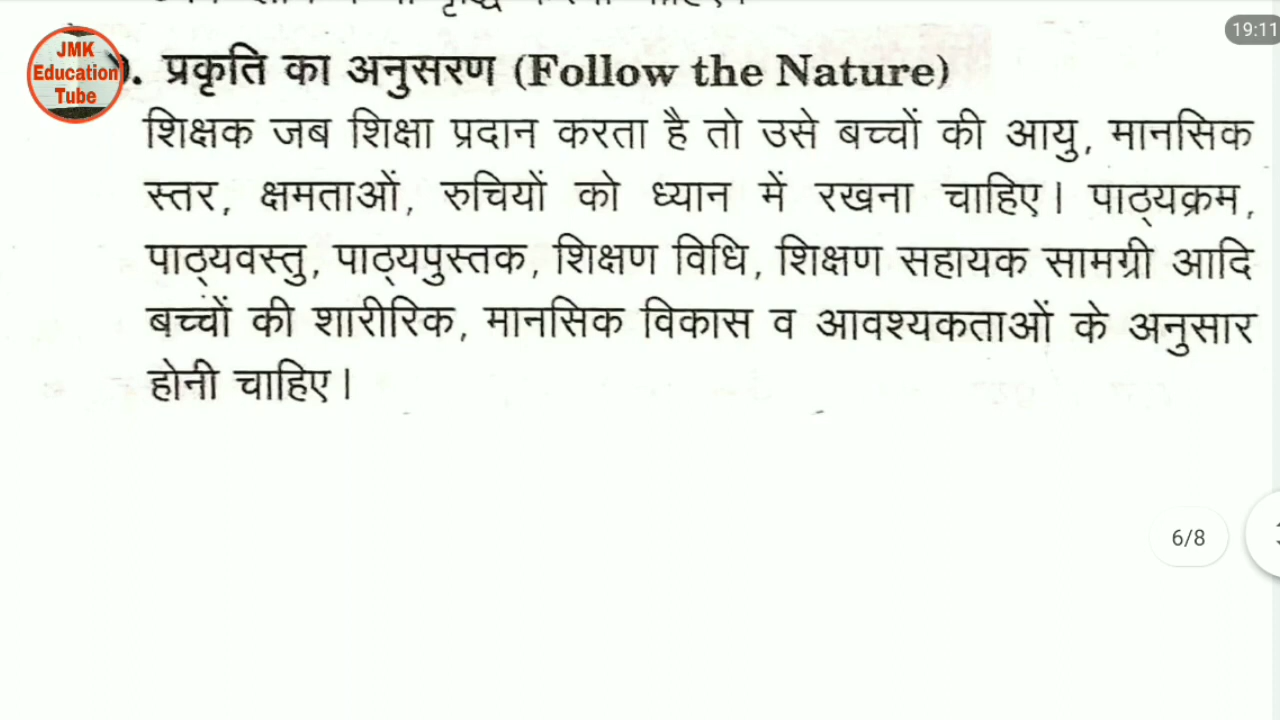 19:11
JMK
Education
Tube
. प्रकृति का अनुसरण (Follow the Nature)
शिक्षक जब शिक्षा प्रदान करता है तो उसे बच्चों की आयु, मानसिक
स्तर, क्षमताओं, रुचियों को ध्यान में रखना चाहिए। पाठ्यक्रम,
पाठ्यवस्तु, पाठ्यपुस्तक, शिक्षण विधि, शिक्षण सहायक सामग्री आदि
बच्चों की शारीरिक, मानसिक विकास व आवश्यकताओं के अनुसार
होनी चाहिए।
6/8